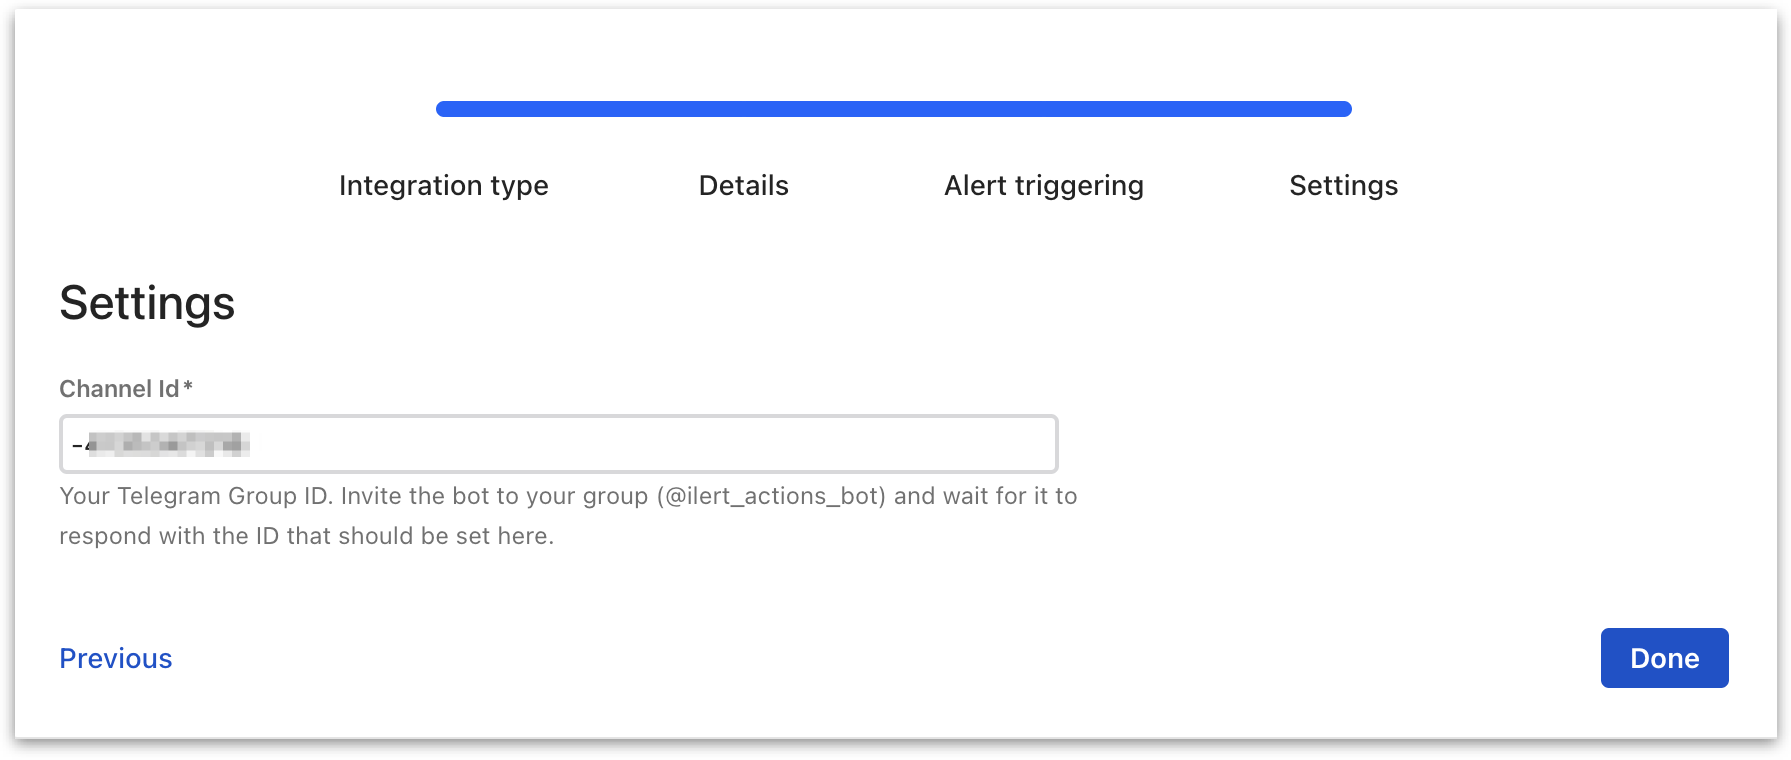 Integration type Details Alert triggering Settings
Settings
Channel Id*
Your Telegram Group ID. Invite the bot to your group (@ilert_actions_bot) and wait for it to
respond with the ID that should be set here.
Previous Done